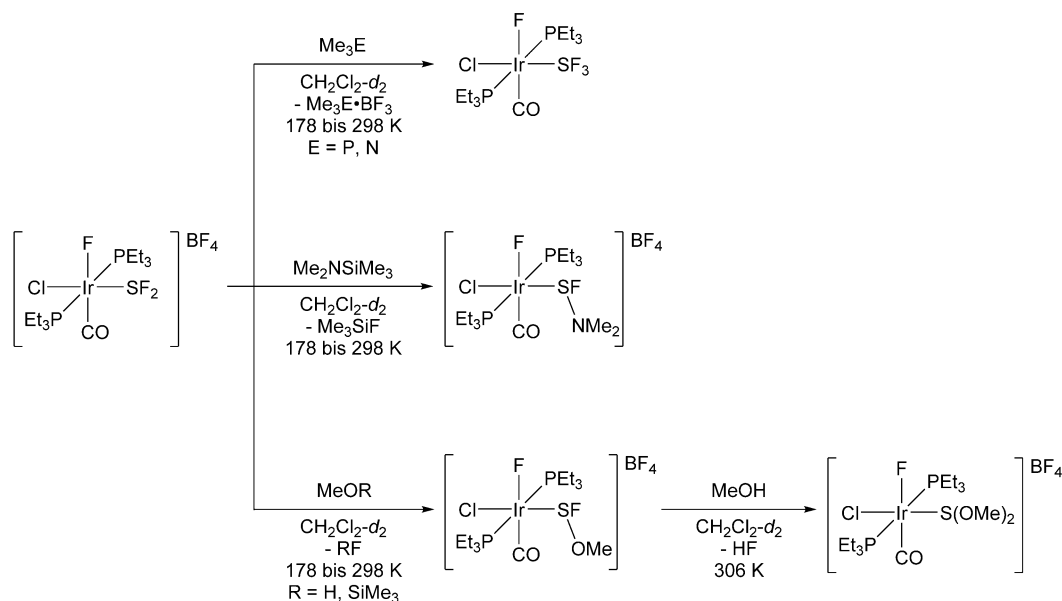 Me₃E
CH₂Cl₂-d₂
- Me₃E•BF₃
178 bis 298 K
E = P, N
F
PEt₃
Cl Ir SF₃
Et₃P
CO
F
PEt₃
Cl Ir SF₂
Et₃P
CO
BF₄
Me₂NSiMe₃
CH₂Cl₂-d₂
- Me₃SiF
178 bis 298 K
F
PEt₃
Cl Ir SF
Et₃P
CO
NMe₂
BF₄
MeOR
CH₂Cl₂-d₂
- RF
178 bis 298 K
R = H, SiMe₃
F
PEt₃
Cl Ir SF
Et₃P
CO
OMe
BF₄
MeOH
CH₂Cl₂-d₂
- HF
306 K
F
PEt₃
Cl Ir S(OMe)₂
Et₃P
CO
BF₄